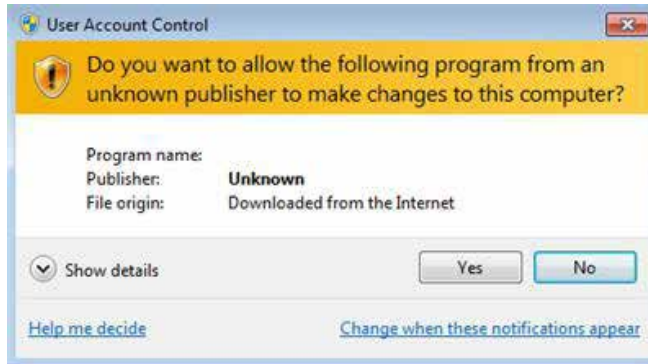 User Account Control
Do you want to allow the following program from an
unknown publisher to make changes to this computer?
Program name:
Publisher: Unknown
File origin: Downloaded from the Internet
Show details
Yes
No
Help me decide
Change when these notifications appear